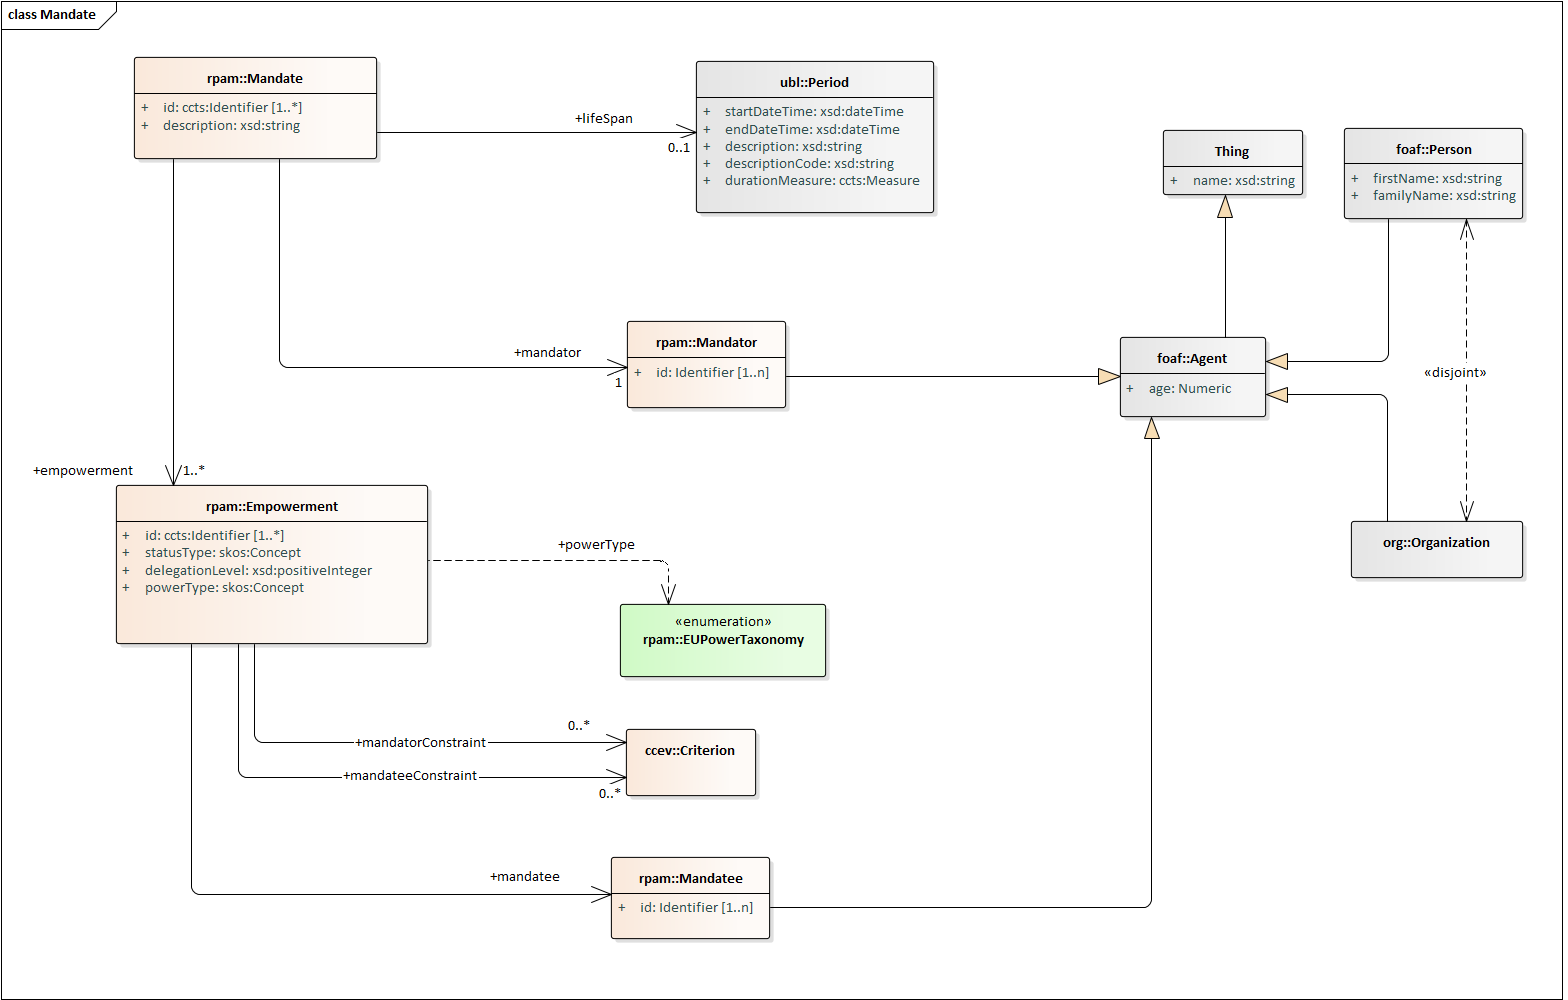 class Mandate
rpam::Mandate
+ id: ccts:Identifier [1..*]
+ description: xsd:string
+lifeSpan
0..1
ubl::Period
+ startDateTime: xsd:dateTime
+ endDateTime: xsd:dateTime
+ description: xsd:string
+ descriptionCode: xsd:string
+ durationMeasure: ccts:Measure
Thing
+ name: xsd:string
foaf::Person
+ firstName: xsd:string
+ familyName: xsd:string
+mandator
1
rpam::Mandator
+ id: Identifier [1..n]
foaf::Agent
+ age: Numeric
«disjoint»
+empowerment
1..*
rpam::Empowerment
+ id: ccts:Identifier [1..*]
+ statusType: skos:Concept
+ delegationLevel: xsd:positiveInteger
+ powerType: skos:Concept
+powerType
«enumeration»
rpam::EUPowerTaxonomy
org::Organization
0..*
+mandatorConstraint
+mandateeConstraint
0..*
ccev::Criterion
+mandatee
rpam::Mandatee
+ id: Identifier [1..n]